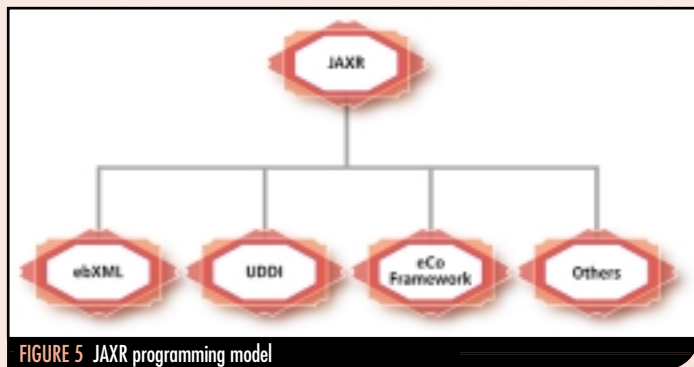 JAXR
ebXML
UDDI
eCo
Framework
Others
FIGURE 5 JAXR programming model